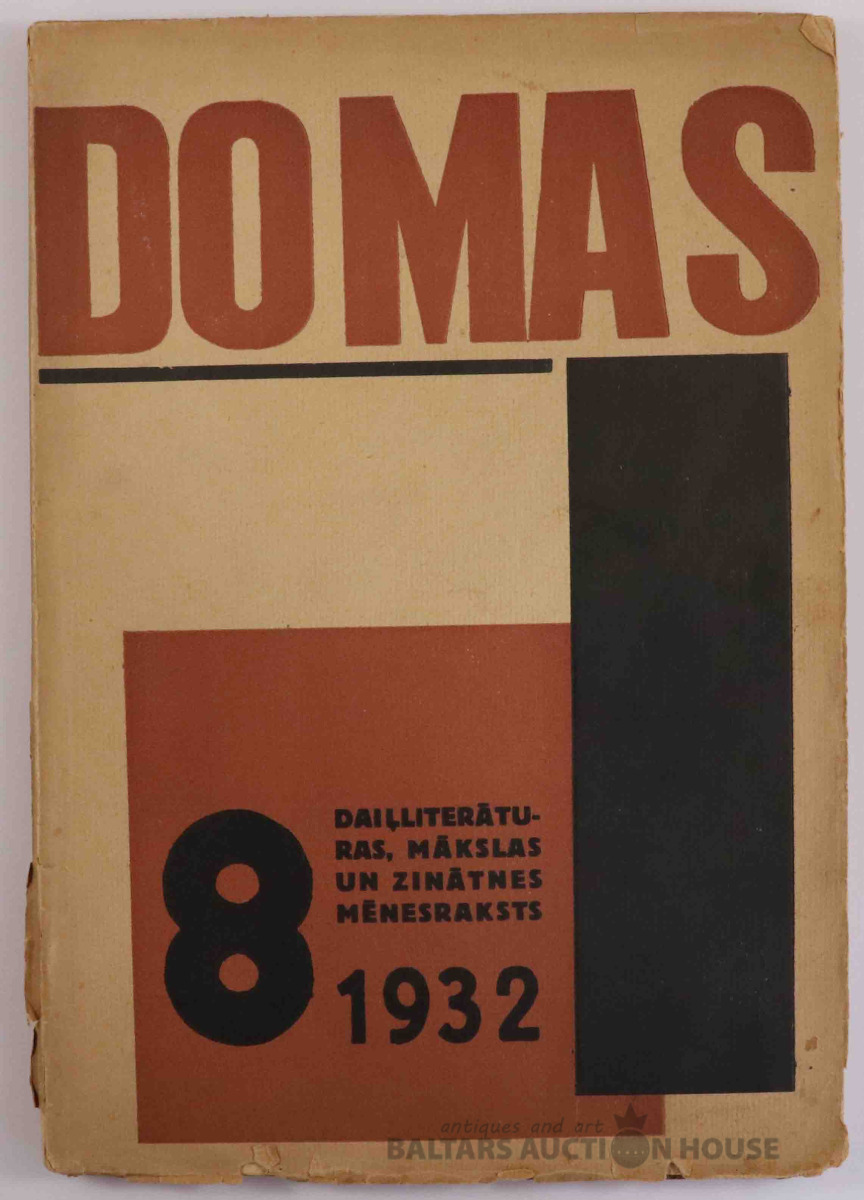 DOMAS
8
DAIĻLITERĀTU-
RAS, MĀKSLAS
UN ZINĀTNES
MĒNESRAKSTS
1932
antiques and art
BALTARS AUCTION HOUSE